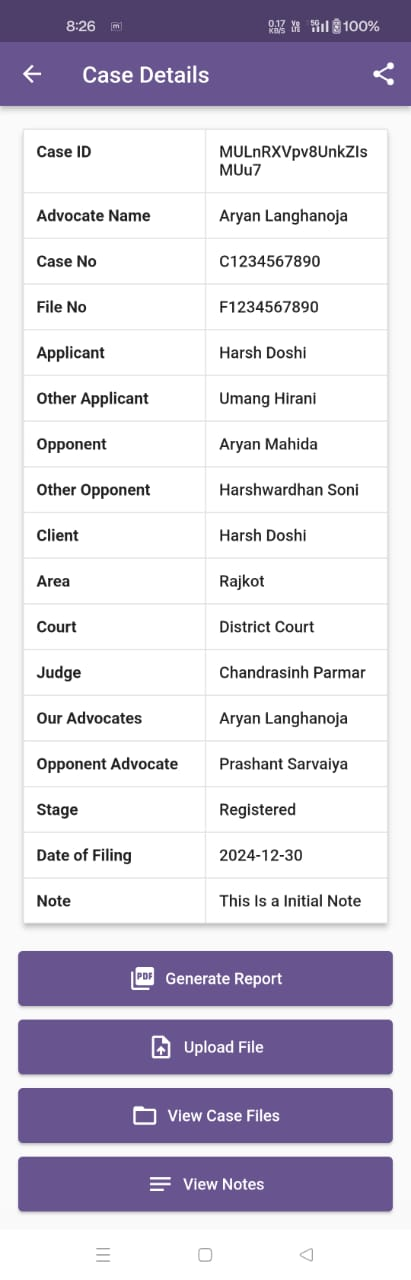 8:26 m 0.17 KB/S Vo LTE 5G 100%
Case Details
Case ID MULnRXVpv8UnkZIs
MUu7
Advocate Name Aryan Langhanoja
Case No C1234567890
File No F1234567890
Applicant Harsh Doshi
Other Applicant Umang Hirani
Opponent Aryan Mahida
Other Opponent Harshwardhan Soni
Client Harsh Doshi
Area Rajkot
Court District Court
Judge Chandrasinh Parmar
Our Advocates Aryan Langhanoja
Opponent Advocate Prashant Sarvaiya
Stage Registered
Date of Filing 2024-12-30
Note This Is a Initial Note
PDF Generate Report
Upload File
View Case Files
View Notes